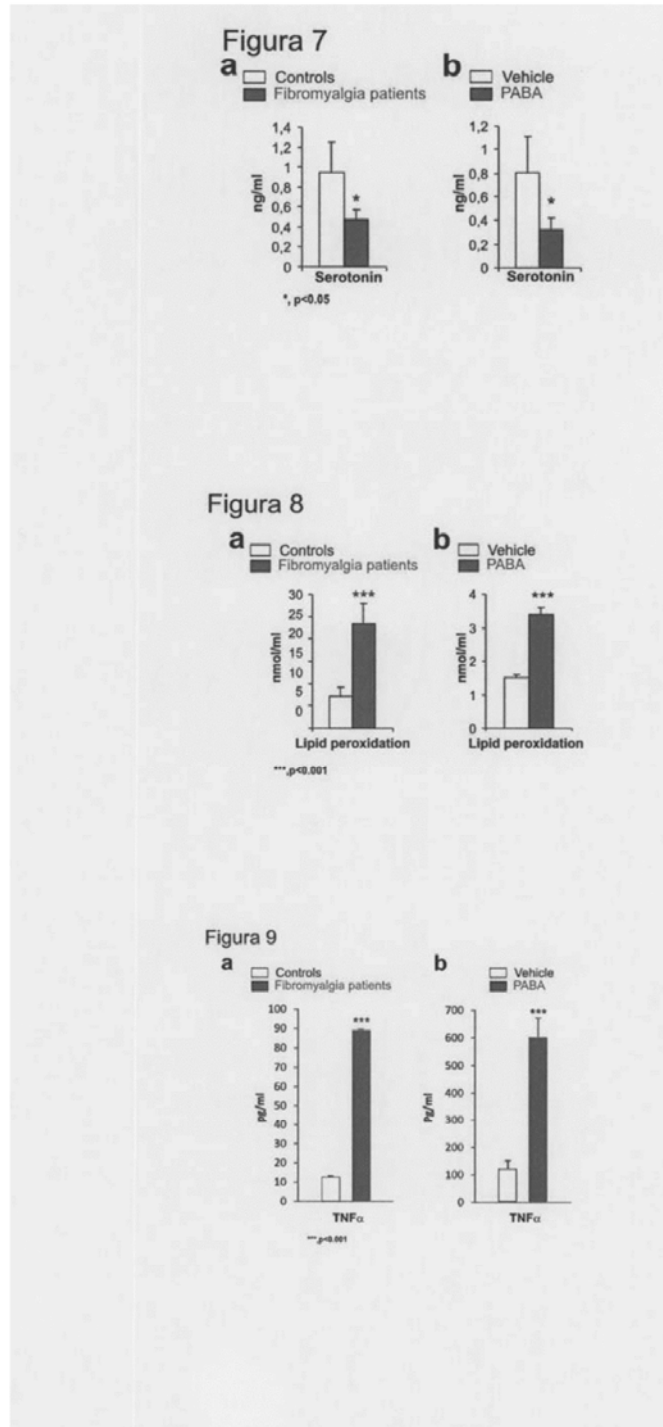 Figura 7
a
Controls
Fibromyalgia patients
1,4
1,2
1
0,8
0,6
0,4
0,2
0
ng/ml
*
Serotonin
*, p<0.05
b
Vehicle
PABA
1,2
1
0,8
0,6
0,4
0,2
0
ng/ml
*
Serotonin
Figura 8
a
Controls
Fibromyalgia patients
30
25
20
15
10
5
0
nmol/ml
***
Lipid peroxidation
***,p<0.001
b
Vehicle
PABA
4
3
2
1
0
nmol/ml
***
Lipid peroxidation
Figura 9
a
Controls
Fibromyalgia patients
100
90
80
70
60
50
40
30
20
10
0
pg/ml
***
TNFα
***,p<0.001
b
Vehicle
PABA
700
600
500
400
300
200
100
0
Pg/ml
***
TNFα